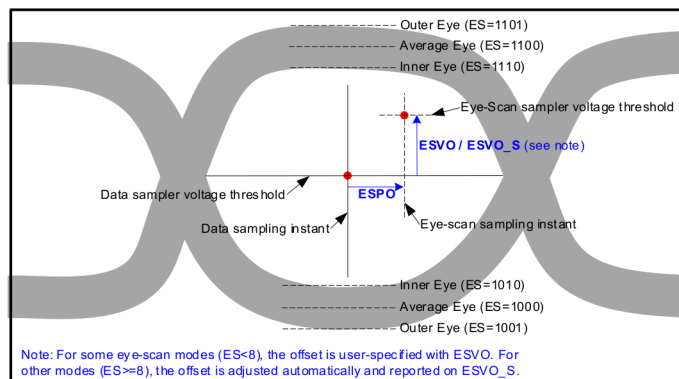 Outer Eye (ES=1101)
Average Eye (ES=1100)
Inner Eye (ES=1110)
Eye-Scan sampler voltage threshold
ESVO / ESVO_S (see note)
Data sampler voltage threshold
ESPO
Data sampling instant
Eye-scan sampling instant
Inner Eye (ES=1010)
Average Eye (ES=1000)
Outer Eye (ES=1001)
Note: For some eye-scan modes (ES<8), the offset is user-specified with ESVO. For
other modes (ES>=8), the offset is adjusted automatically and reported on ESVO_S.